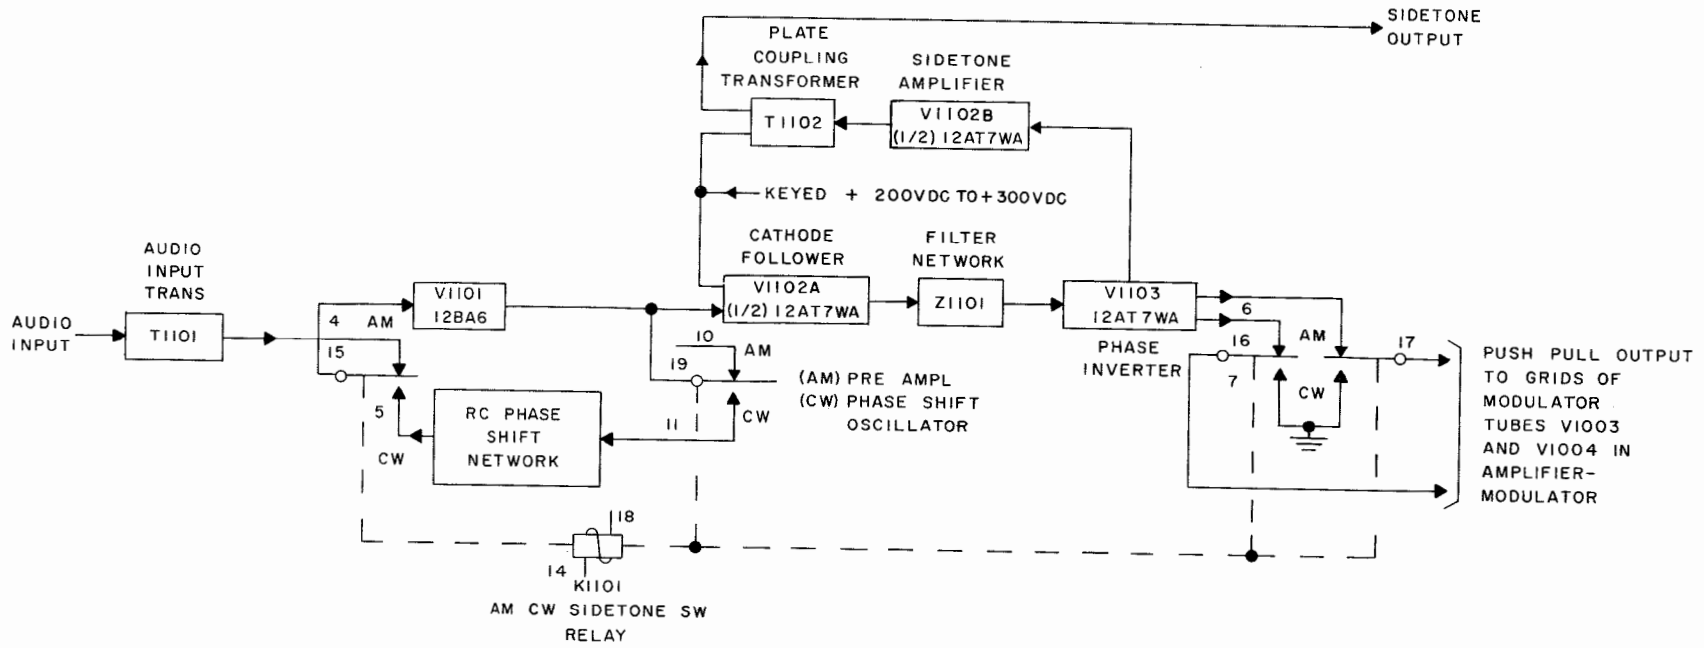 SIDETONE
OUTPUT
PLATE
COUPLING
TRANSFORMER
SIDETONE
AMPLIFIER
T1102
V1102B
(1/2) 12AT7WA
KEYED + 200VDC TO +300VDC
AUDIO
INPUT
TRANS
CATHODE
FOLLOWER
FILTER
NETWORK
AUDIO
INPUT
T1101
V1101
12BA6
V1102A
(1/2) 12AT7WA
Z1101
V1103
12AT7WA
PHASE
INVERTER
4 AM
15
5
CW
RC PHASE
SHIFT
NETWORK
10
AM
19
11
CW
(AM) PRE AMPL
(CW) PHASE SHIFT
OSCILLATOR
6
16
AM
17
7
CW
PUSH PULL OUTPUT
TO GRIDS OF
MODULATOR
TUBES V1003
AND V1004 IN
AMPLIFIER-
MODULATOR
18
14
K1101
AM CW SIDETONE SW
RELAY